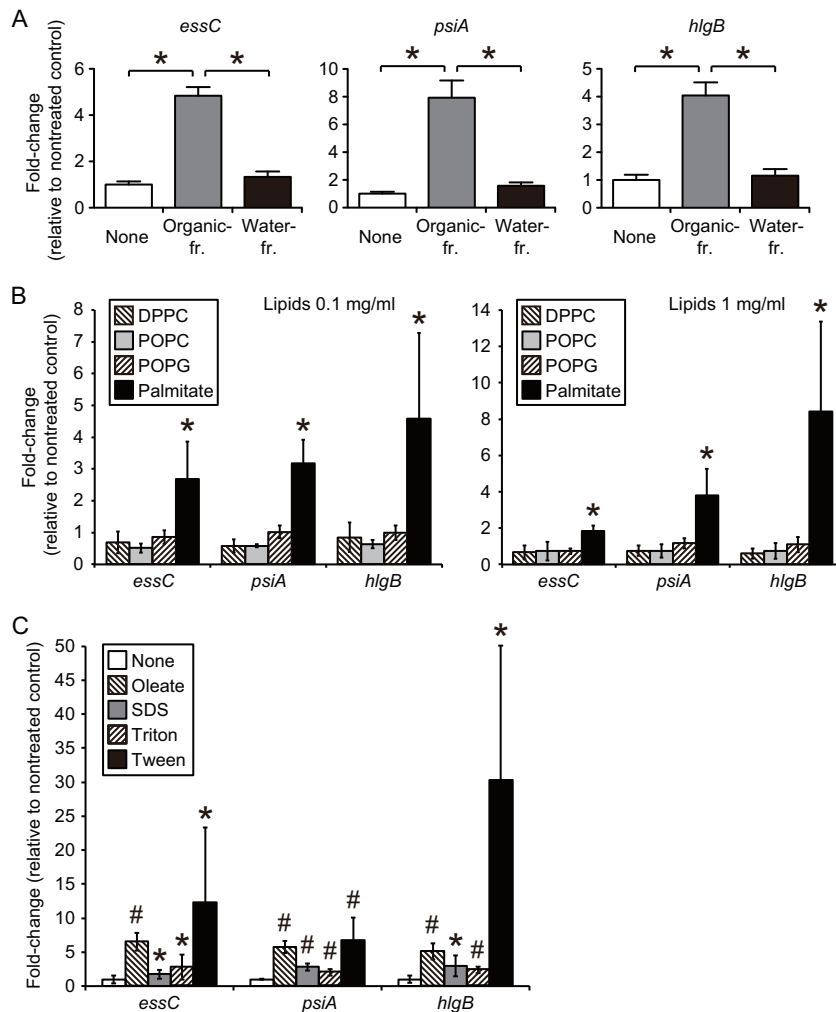 A
essC
psiA
hlgB
* * * * * *
Fold-change
(relative to nontreated control)
6
4
2
0
None Organic-fr. Water-fr.
10
8
6
4
2
0
None Organic-fr. Water-fr.
5
4
3
2
1
0
None Organic-fr. Water-fr.
B
Lipids 0.1 mg/ml
DPPC
POPC
POPG
Palmitate
Fold-change
(relative to nontreated control)
8
7
6
5
4
3
2
1
0
* * *
essC psiA hlgB
Lipids 1 mg/ml
DPPC
POPC
POPG
Palmitate
14
12
10
8
6
4
2
0
* * *
essC psiA hlgB
C
None
Oleate
SDS
Triton
Tween
Fold-change (relative to nontreated control)
50
45
40
35
30
25
20
15
10
5
0
# * * *
# # # #
# * # *
essC psiA hlgB